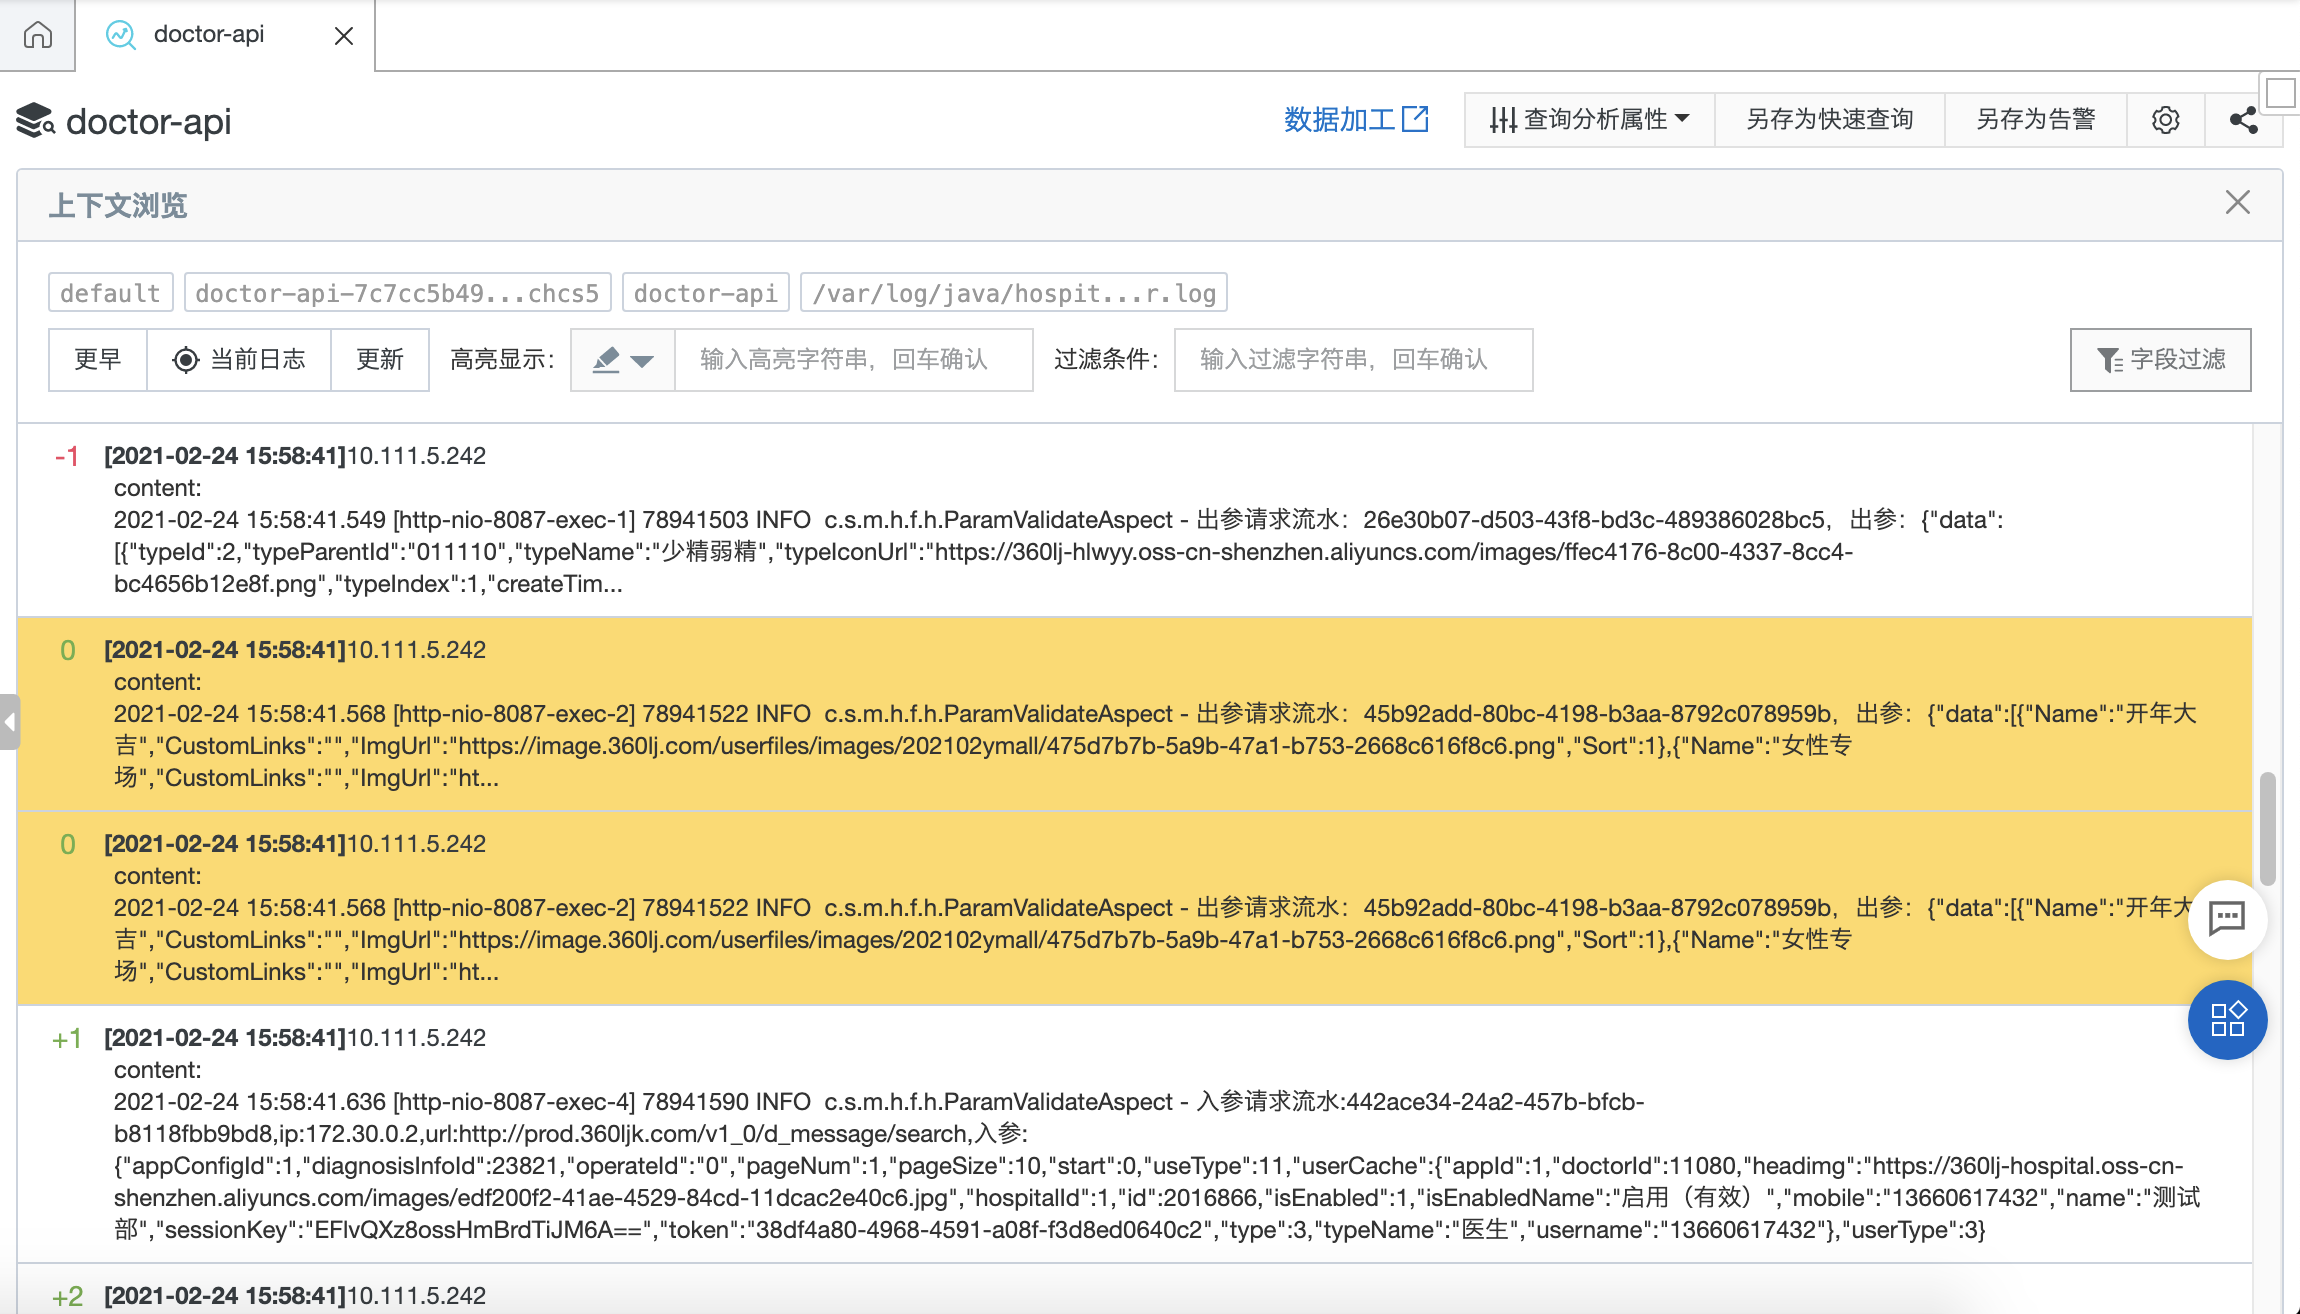 doctor-api
doctor-api
数据加工
查询分析属性
另存为快速查询
另存为告警
上下文浏览
default
doctor-api-7c7cc5b49...chcs5
doctor-api
/var/log/java/hospit...r.log
更早
当前日志
更新
高亮显示:
输入高亮字符串，回车确认
过滤条件:
输入过滤字符串，回车确认
字段过滤
-1 [2021-02-24 15:58:41]10.111.5.242
content:
2021-02-24 15:58:41.549 [http-nio-8087-exec-1] 78941503 INFO  c.s.m.h.f.h.ParamValidateAspect - 出参请求流水：26e30b07-d503-43f8-bd3c-489386028bc5，出参：{"data":
[{"typeId":2,"typeParentId":"011110","typeName":"少精弱精","typeIconUrl":"https://360lj-hlwyy.oss-cn-shenzhen.aliyuncs.com/images/ffec4176-8c00-4337-8cc4-
bc4656b12e8f.png","typeIndex":1,"createTim...
0 [2021-02-24 15:58:41]10.111.5.242
content:
2021-02-24 15:58:41.568 [http-nio-8087-exec-2] 78941522 INFO  c.s.m.h.f.h.ParamValidateAspect - 出参请求流水：45b92add-80bc-4198-b3aa-8792c078959b，出参：{"data":[{"Name":"开年大
吉","CustomLinks":"","ImgUrl":"https://image.360lj.com/userfiles/images/202102ymall/475d7b7b-5a9b-47a1-b753-2668c616f8c6.png","Sort":1},{"Name":"女性专
场","CustomLinks":"","ImgUrl":"ht...
0 [2021-02-24 15:58:41]10.111.5.242
content:
2021-02-24 15:58:41.568 [http-nio-8087-exec-2] 78941522 INFO  c.s.m.h.f.h.ParamValidateAspect - 出参请求流水：45b92add-80bc-4198-b3aa-8792c078959b，出参：{"data":[{"Name":"开年大
吉","CustomLinks":"","ImgUrl":"https://image.360lj.com/userfiles/images/202102ymall/475d7b7b-5a9b-47a1-b753-2668c616f8c6.png","Sort":1},{"Name":"女性专
场","CustomLinks":"","ImgUrl":"ht...
+1 [2021-02-24 15:58:41]10.111.5.242
content:
2021-02-24 15:58:41.636 [http-nio-8087-exec-4] 78941590 INFO  c.s.m.h.f.h.ParamValidateAspect - 入参请求流水:442ace34-24a2-457b-bfcb-
b8118fbb9bd8,ip:172.30.0.2,url:http://prod.360ljk.com/v1_0/d_message/search,入参:
{"appConfigId":1,"diagnosisInfoId":23821,"operateId":"0","pageNum":1,"pageSize":10,"start":0,"useType":11,"userCache":{"appId":1,"doctorId":11080,"headimg":"https://360lj-hospital.oss-cn-
shenzhen.aliyuncs.com/images/edf200f2-41ae-4529-84cd-11dcac2e40c6.jpg","hospitalId":1,"id":2016866,"isEnabled":1,"isEnabledName":"启用（有效）","mobile":"13660617432","name":"测试
部","sessionKey":"EFlvQXz8ossHmBrdTiJM6A==","token":"38df4a80-4968-4591-a08f-f3d8ed0640c2","type":3,"typeName":"医生","username":"13660617432"},"userType":3}
+2 [2021-02-24 15:58:41]10.111.5.242